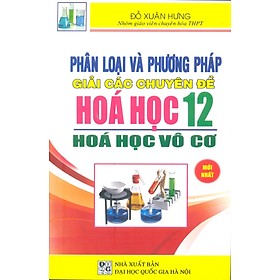 ĐỖ XUÂN HƯNG
Nhóm giáo viên chuyên hóa THPT
PHÂN LOẠI VÀ PHƯƠNG PHÁP
GIẢI CÁC CHUYÊN ĐỀ
HOÁ HỌC 12
HOÁ HỌC VÔ CƠ
MỚI NHẤT
NHÀ XUẤT BẢN
ĐẠI HỌC QUỐC GIA HÀ NỘI